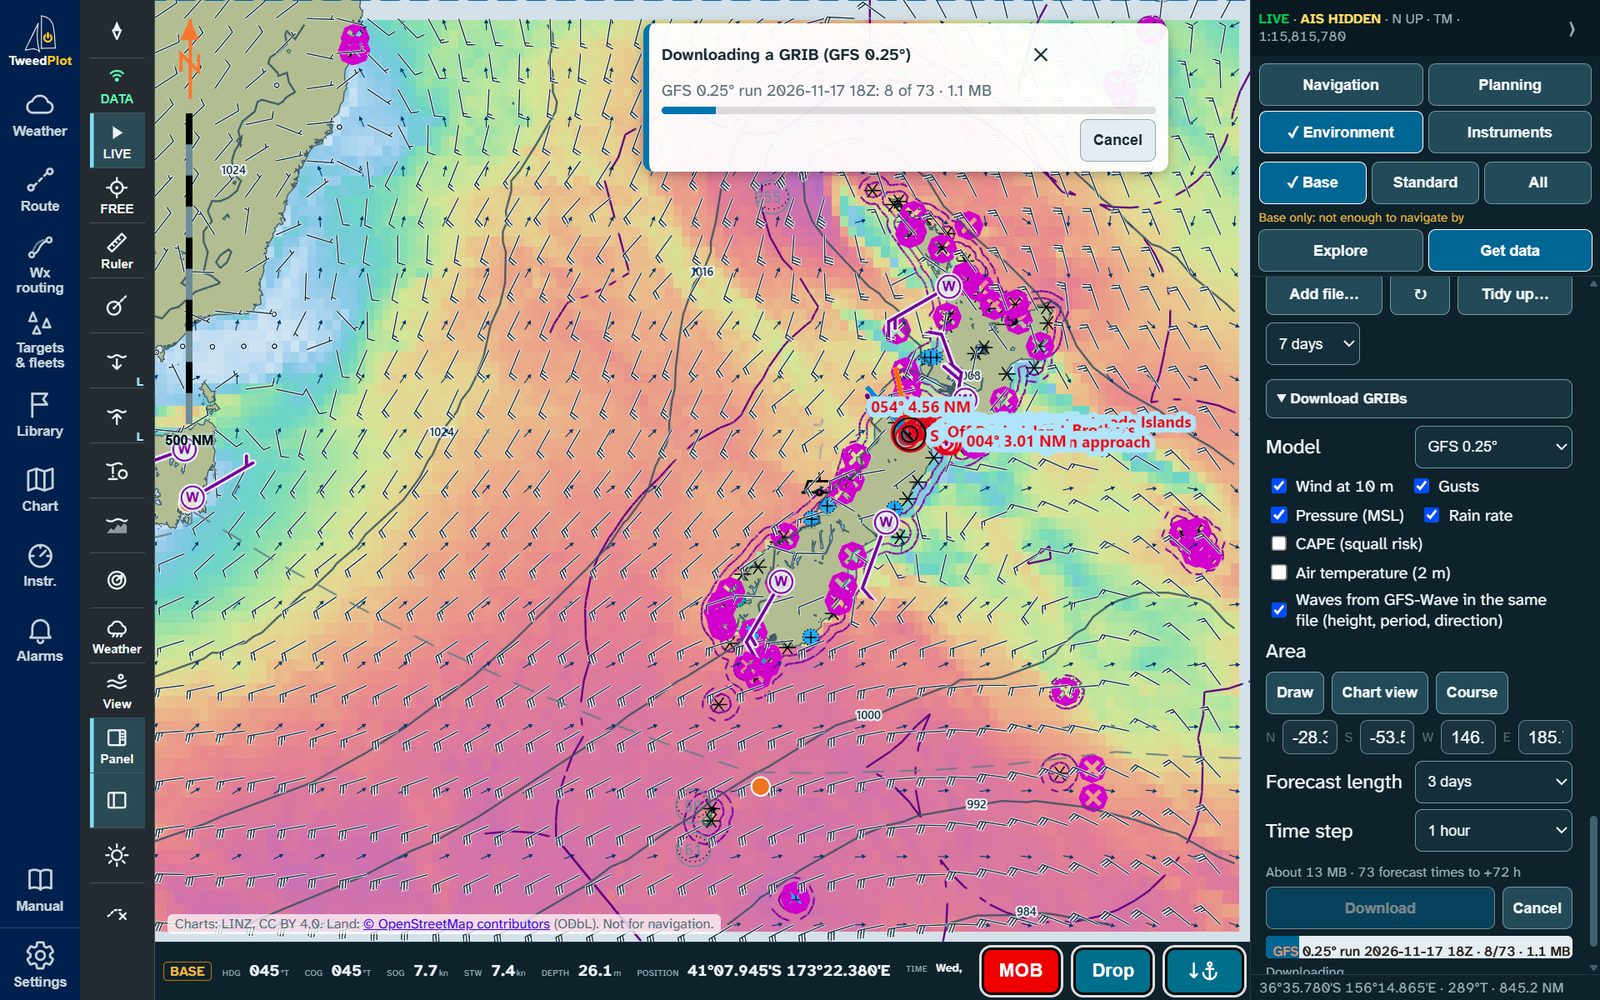 TweedPlot
Weather
Route
Wx
routing
Targets
& fleets
Library
Chart
Instr.
Alarms
Manual
Settings
DATA
LIVE
FREE
Ruler
L
L
Weather
View
Panel
N
500 NM
1024
1024
1016
1008
1000
992
984
W
W
W
W
W
W
054° 4.56 NM
004° 3.01 NM
n approach
Islands
Downloading a GRIB (GFS 0.25°)
GFS 0.25° run 2026-11-17 18Z: 8 of 73 · 1.1 MB
Cancel
Charts: LINZ, CC BY 4.0. Land: © OpenStreetMap contributors (ODbL). Not for navigation.
BASE HDG 045°T COG 045°T SOG 7.7kn STW 7.4kn DEPTH 26.1m POSITION 41°07.945'S 173°22.380'E TIME Wed,
MOB
Drop
LIVE · AIS HIDDEN · N UP · TM ·
1:15,815,780
Navigation Planning
✓ Environment Instruments
✓ Base Standard All
Base only: not enough to navigate by
Explore Get data
Add file... ↻ Tidy up...
7 days
▼ Download GRIBs
Model GFS 0.25°
Wind at 10 m Gusts
Pressure (MSL) Rain rate
CAPE (squall risk)
Air temperature (2 m)
Waves from GFS-Wave in the same
file (height, period, direction)
Area
Draw Chart view Course
N -28.3 S -53.5 W 146. E 185.
Forecast length 3 days
Time step 1 hour
About 13 MB · 73 forecast times to +72 h
Download Cancel
GFS 0.25° run 2026-11-17 18Z · 8/73 · 1.1 MB
Downloading
36°35.780'S 156°14.865'E · 289°T · 845.2 NM